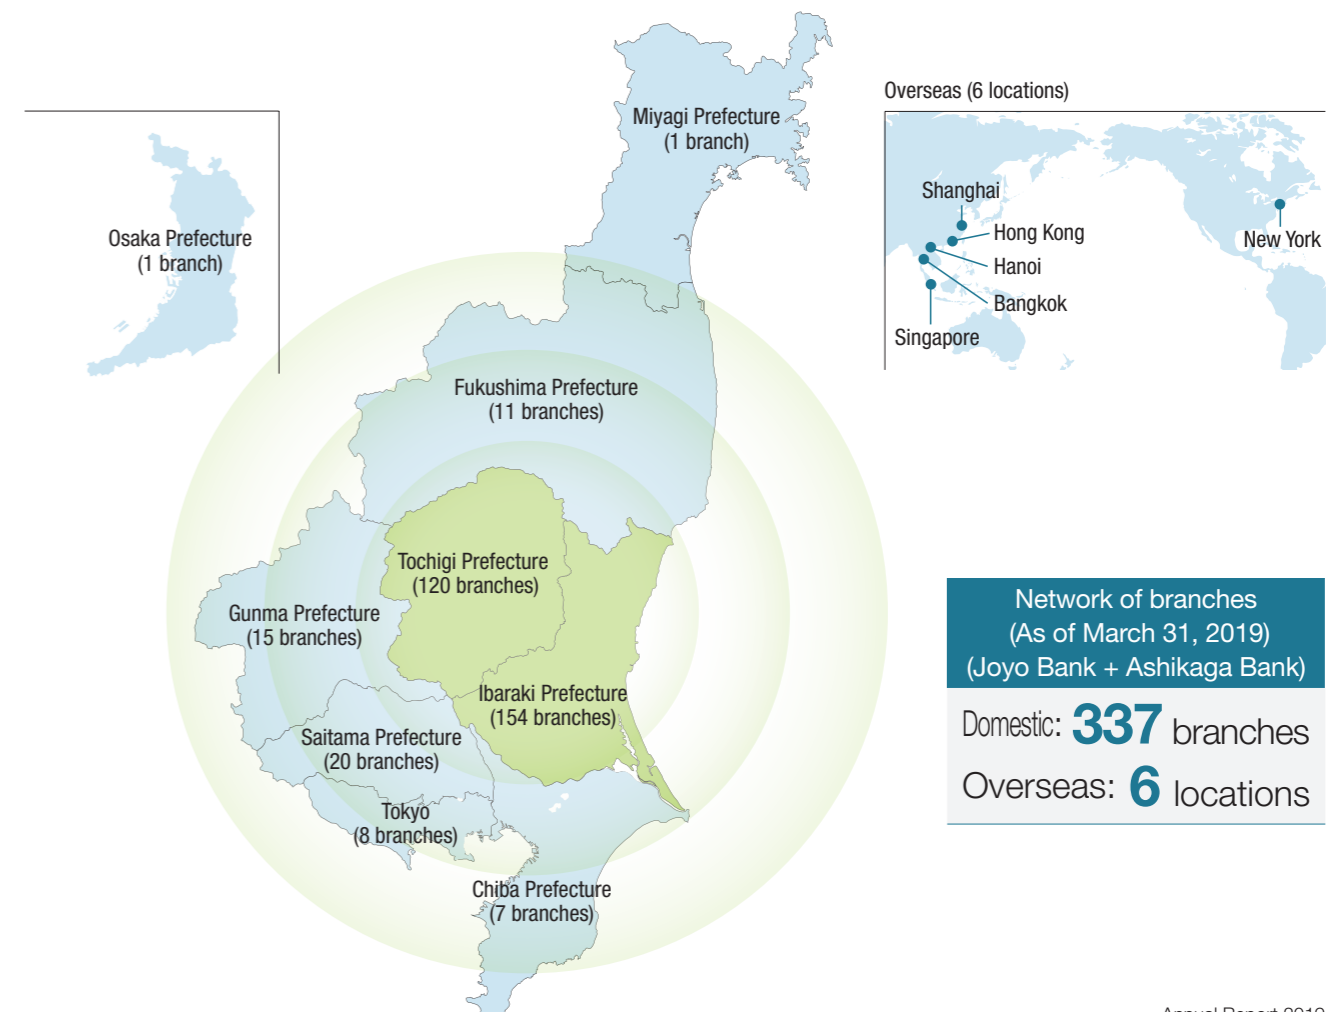 Miyagi Prefecture
(1 branch)
Osaka Prefecture
(1 branch)
Overseas (6 locations)
Shanghai
Hong Kong
Hanoi
Bangkok
Singapore
New York
Fukushima Prefecture
(11 branches)
Tochigi Prefecture
(120 branches)
Gunma Prefecture
(15 branches)
Ibaraki Prefecture
(154 branches)
Saitama Prefecture
(20 branches)
Tokyo
(8 branches)
Chiba Prefecture
(7 branches)
Network of branches
(As of March 31, 2019)
(Joyo Bank + Ashikaga Bank)
Domestic: 337 branches
Overseas: 6 locations
Annual Report